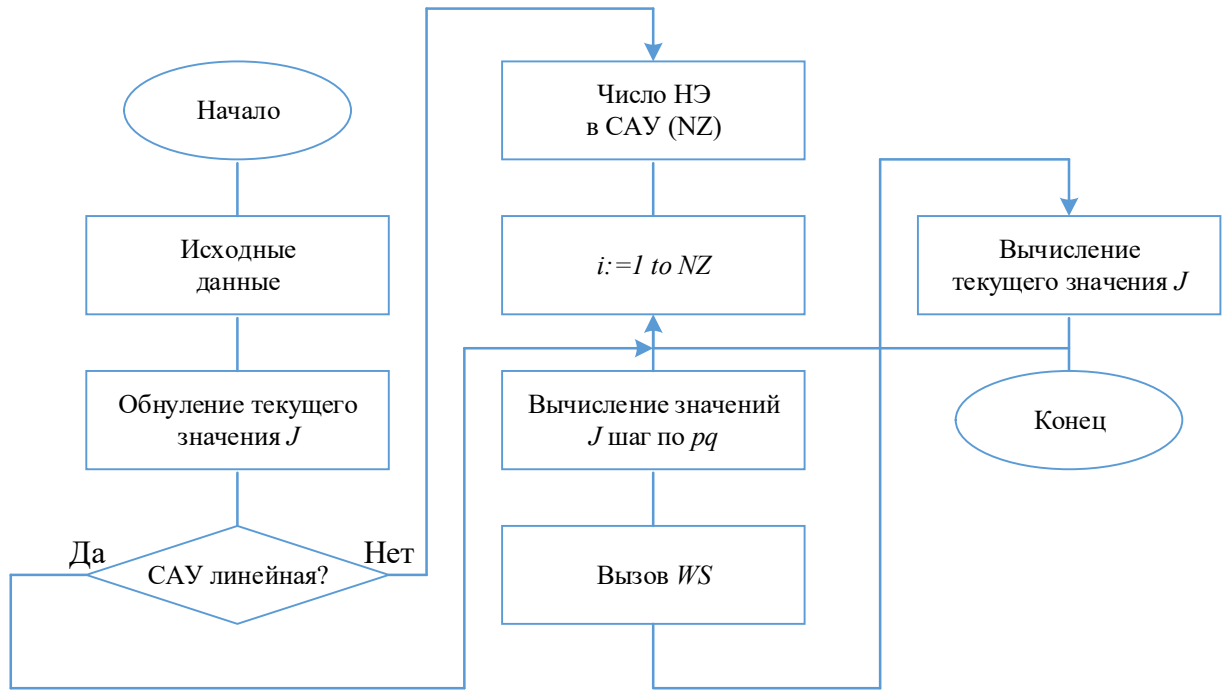 Начало
Исходные
данные
Обнуление текущего
значения J
Да
САУ линейная?
Нет
Число НЭ
в САУ (NZ)
i:=1 to NZ
Вычисление значений
J шаг по pq
Вызов WS
Вычисление
текущего значения J
Конец